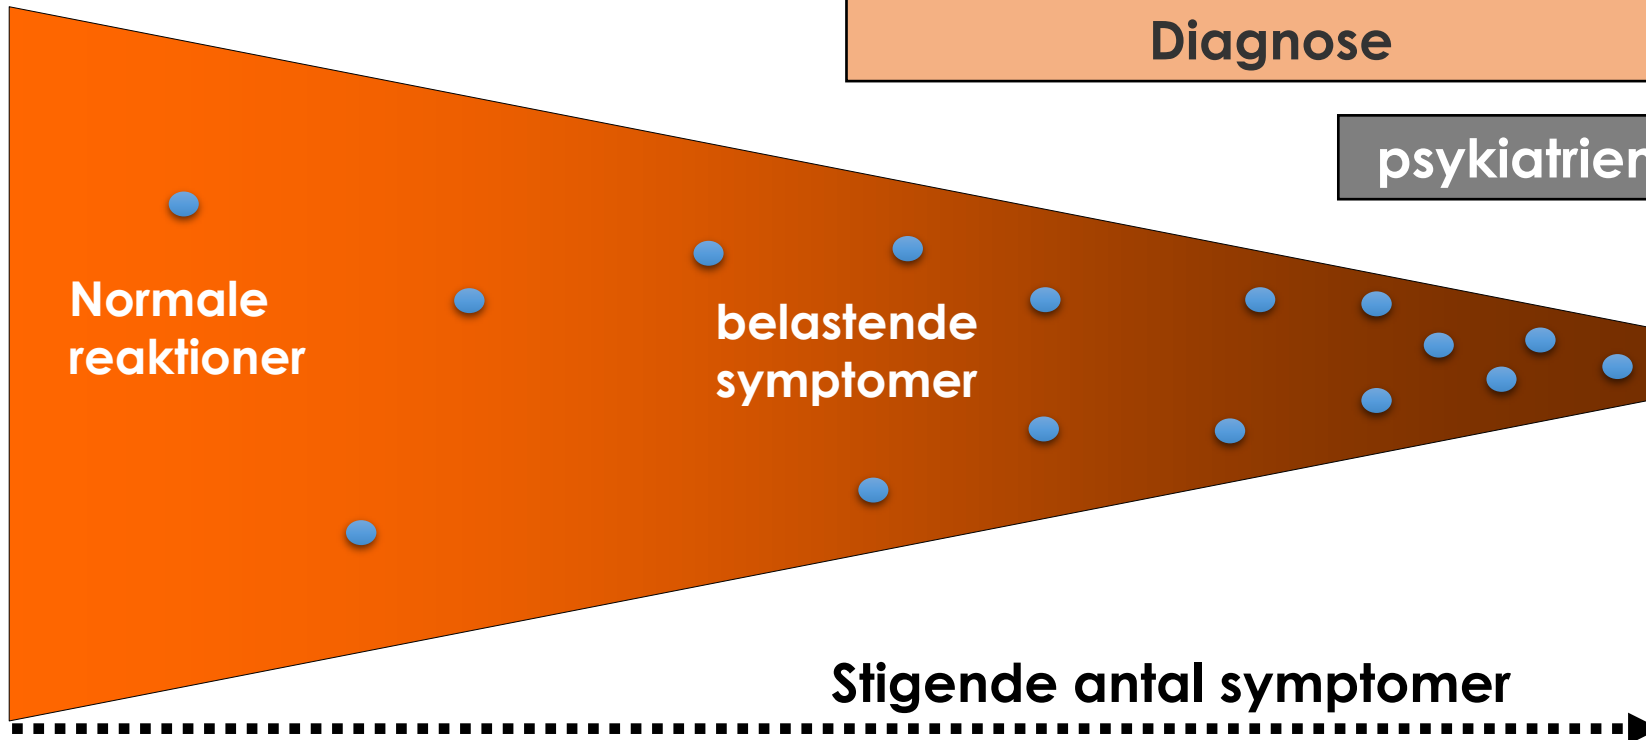 Diagnose
psykiatrien
Normale
reaktioner
belastende
symptomer
Stigende antal symptomer